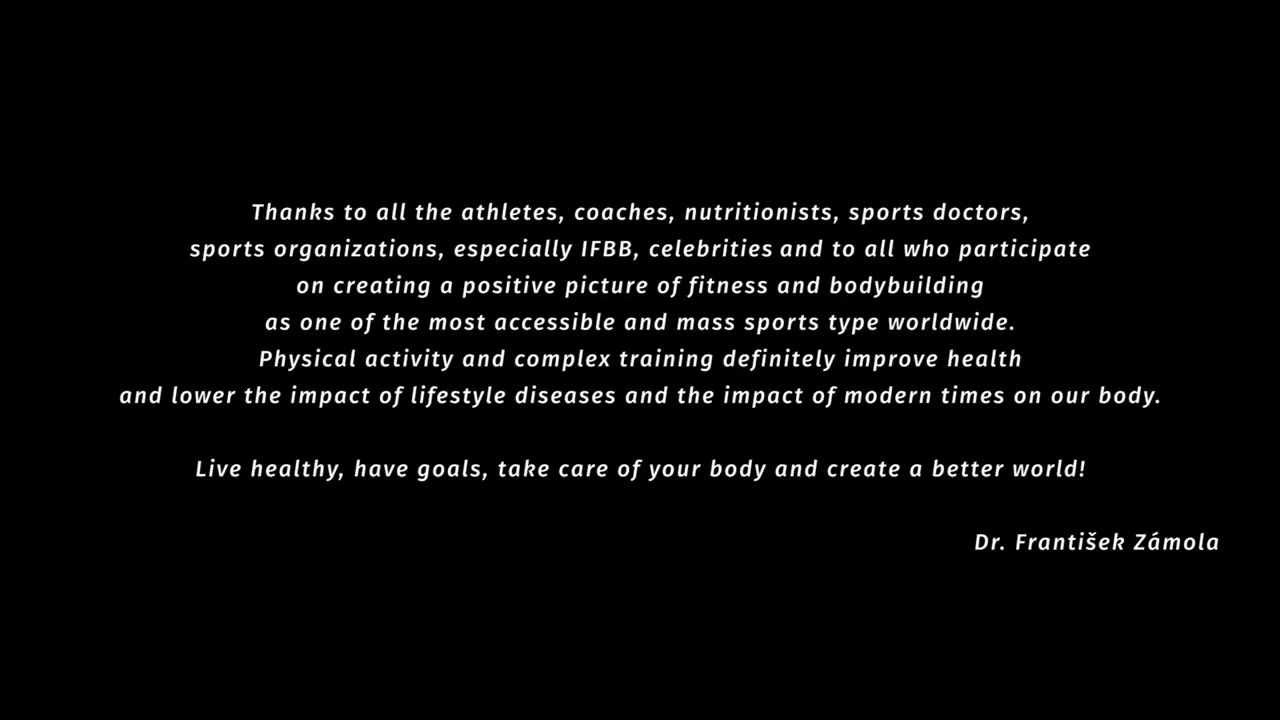 Thanks to all the athletes, coaches, nutritionists, sports doctors,
sports organizations, especially IFBB, celebrities and to all who participate
on creating a positive picture of fitness and bodybuilding
as one of the most accessible and mass sports type worldwide.
Physical activity and complex training definitely improve health
and lower the impact of lifestyle diseases and the impact of modern times on our body.
Live healthy, have goals, take care of your body and create a better world!
Dr. František Zámola